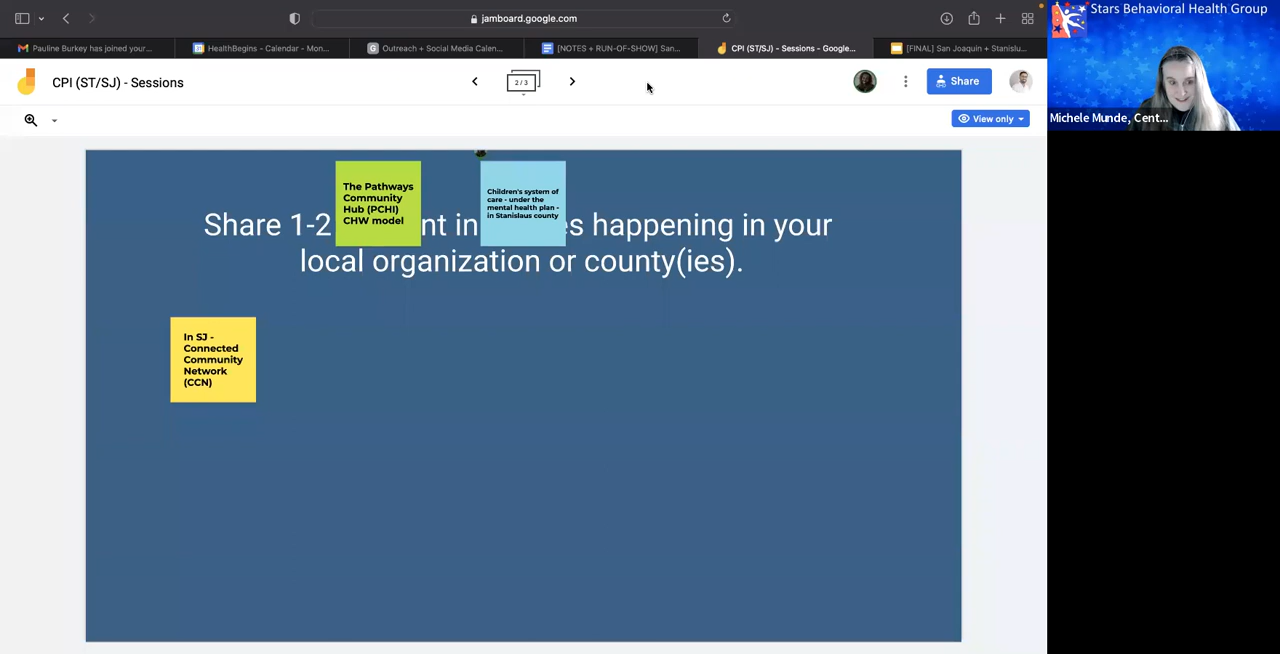 jamboard.google.com
Pauline Burkey has joined your...
HealthBegins - Calendar - Mon...
Outreach + Social Media Calen...
[NOTES + RUN-OF-SHOW] San...
CPI (ST/SJ) - Sessions - Google...
[FINAL] San Joaquin + Stanislu...
Stars Behavioral Health Group
Michele Munde, Cent...
CPI (ST/SJ) - Sessions
2 / 3
Share
View only
The Pathways
Community
Hub (PCHI)
CHW model
Children's system of
care - under the
mental health plan -
in Stanislaus county
Share 1-2 nt in s happening in your
local organization or county(ies).
In SJ -
Connected
Community
Network
(CCN)